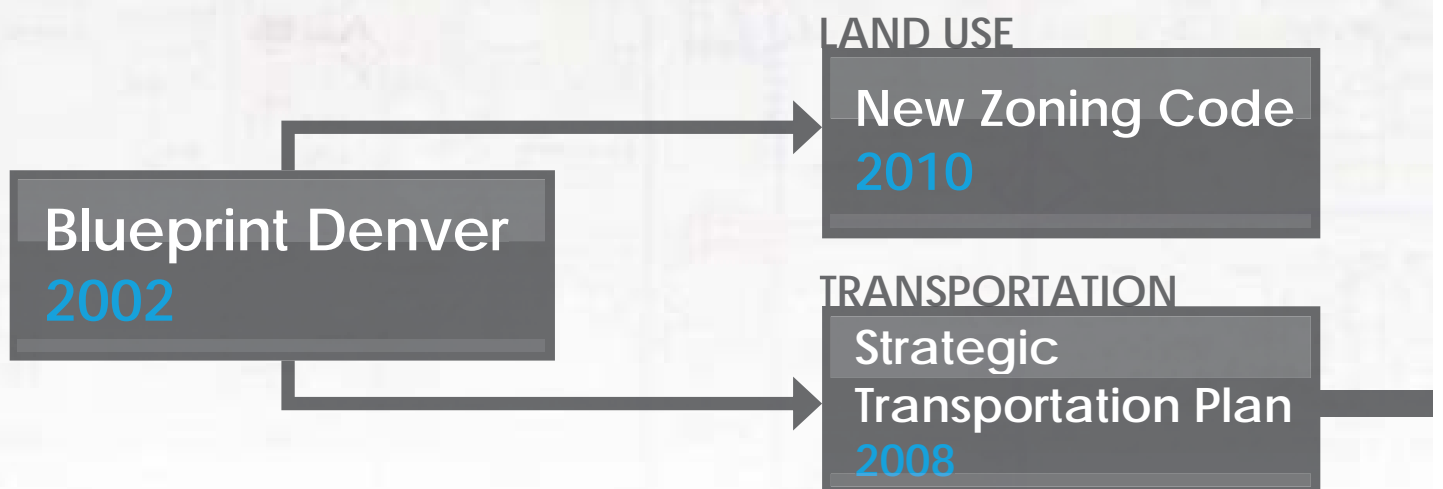 LAND USE
New Zoning Code
2010
Blueprint Denver
2002
TRANSPORTATION
Strategic
Transportation Plan
2008